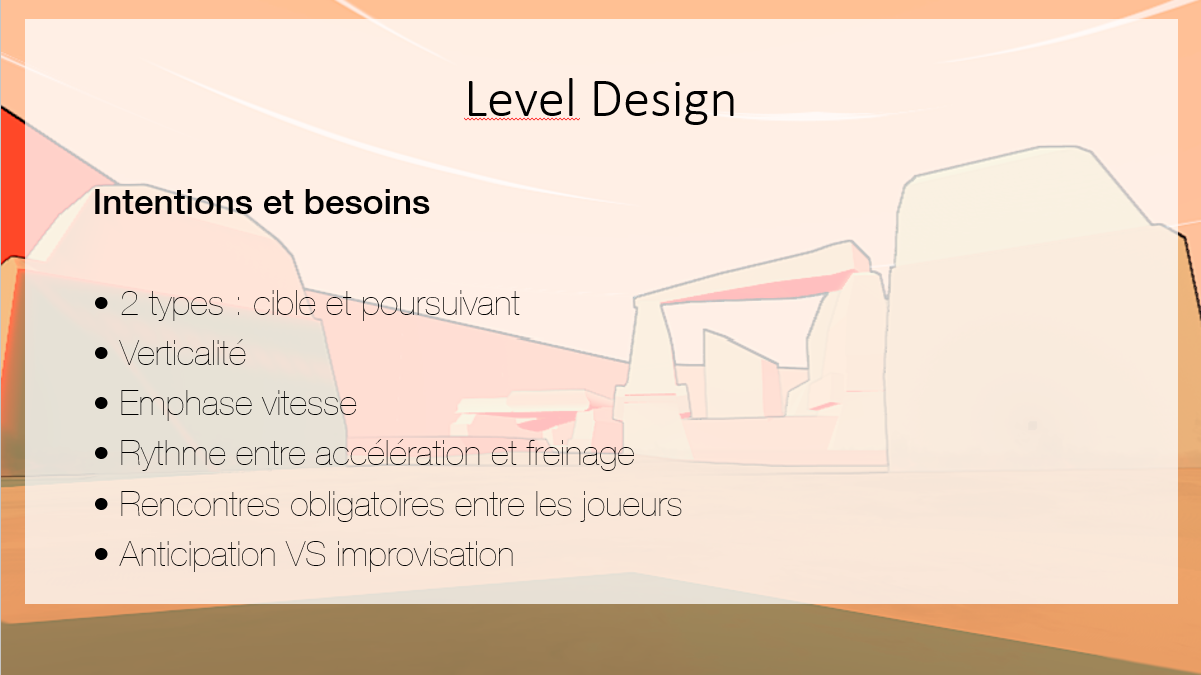 Level Design
Intentions et besoins
• 2 types : cible et poursuivant
• Verticalité
• Emphase vitesse
• Rythme entre accélération et freinage
• Rencontres obligatoires entre les joueurs
• Anticipation VS improvisation